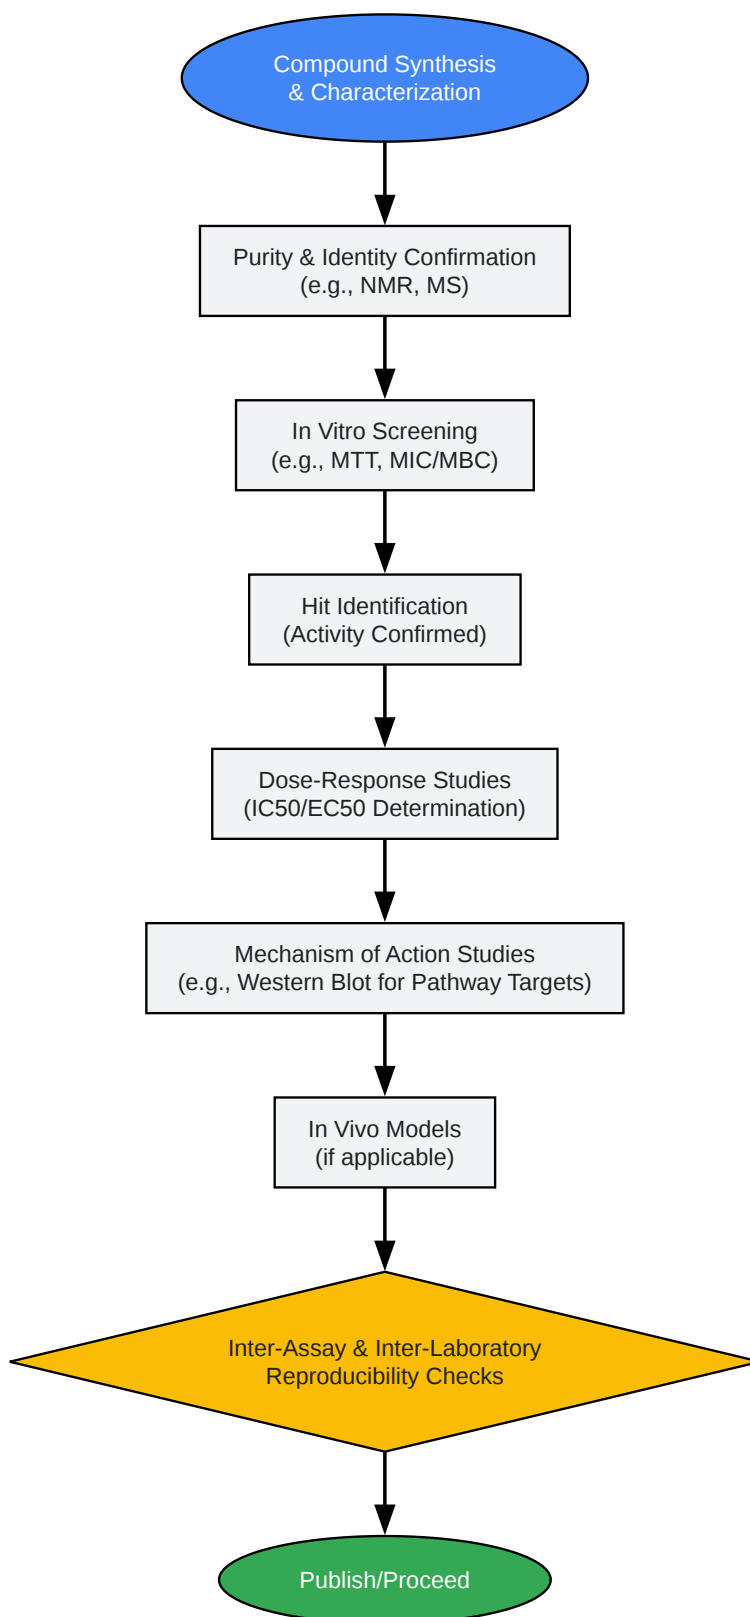 Compound Synthesis
& Characterization
Purity & Identity Confirmation
(e.g., NMR, MS)
In Vitro Screening
(e.g., MTT, MIC/MBC)
Hit Identification
(Activity Confirmed)
Dose-Response Studies
(IC50/EC50 Determination)
Mechanism of Action Studies
(e.g., Western Blot for Pathway Targets)
In Vivo Models
(if applicable)
Inter-Assay & Inter-Laboratory
Reproducibility Checks
Publish/Proceed